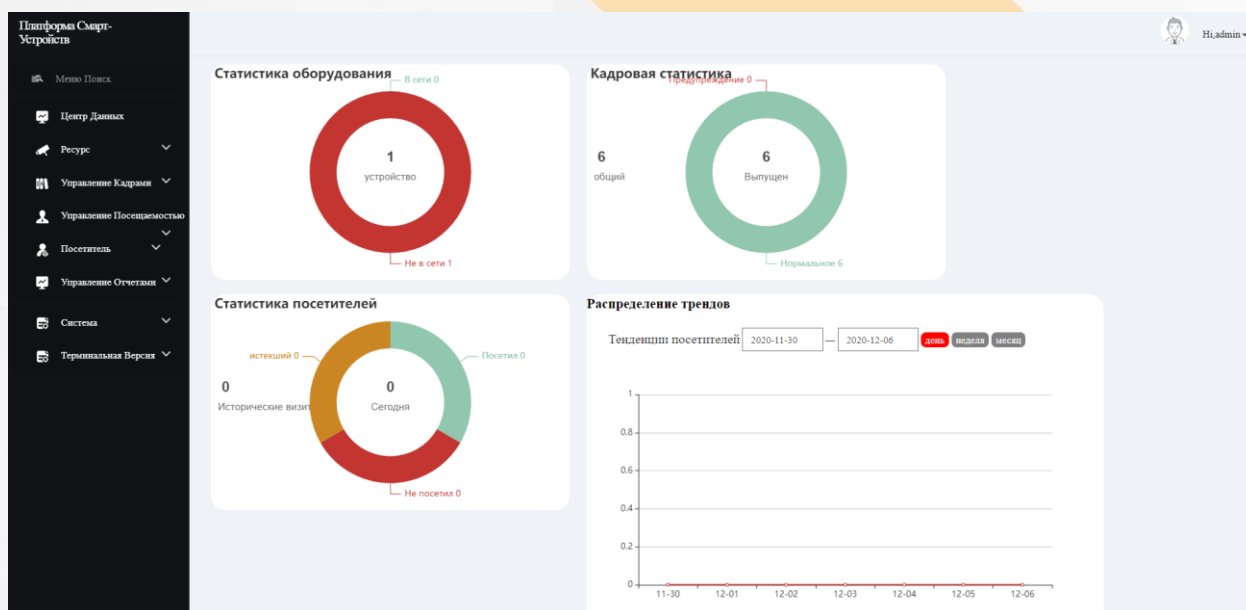 Платформа Смарт-
Устройств
Hi,admin
Меню Поиск
Центр Данных
Ресурс
Управление Кадрами
Управление Посещаемостью
Посетитель
Управление Отчетами
Система
Терминальная Версия
Статистика оборудования
В сети 0
1
устройство
Не в сети 1
Кадровая статистика
Предупреждение 0
6
общий
6
Выпущен
Нормальное 6
Статистика посетителей
истекший 0
Посетил 0
0
Исторические визит
0
Сегодня
Не посетил 0
Распределение трендов
Тенденции посетителей 2020-11-30 — 2020-12-06 день неделя месяц
1
0.8
0.6
0.4
0.2
0
11-30 12-01 12-02 12-03 12-04 12-05 12-06